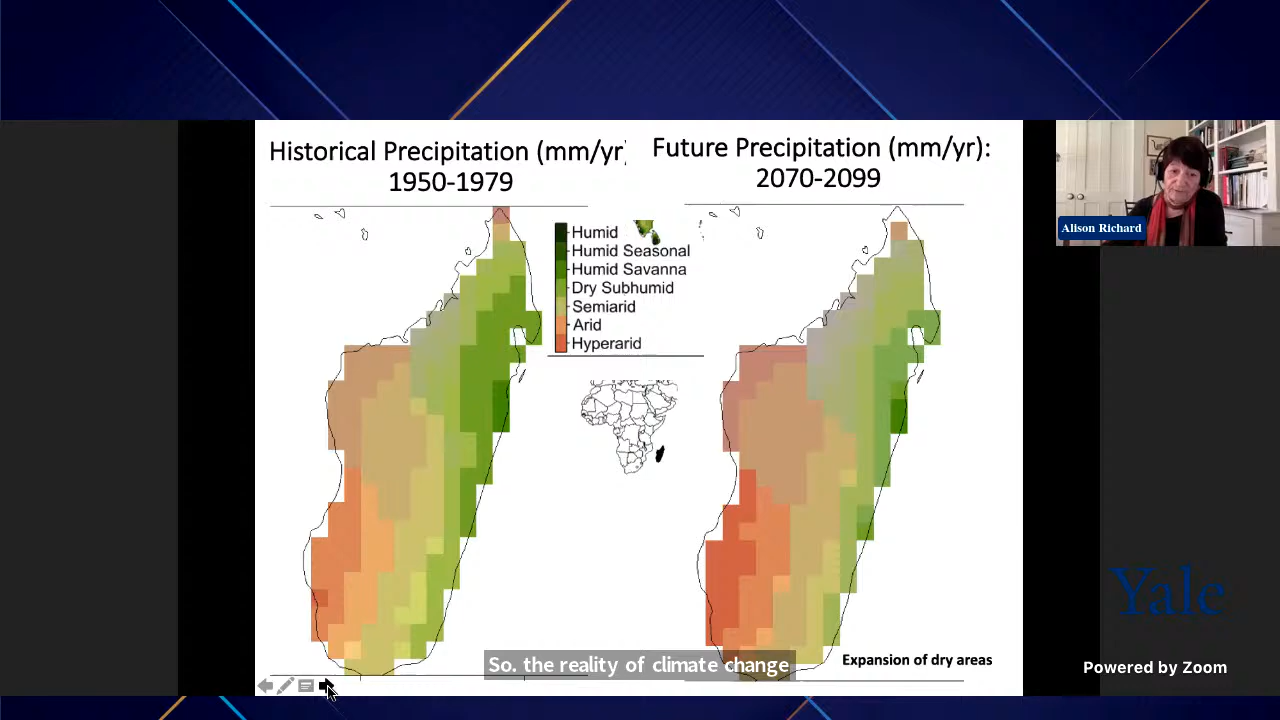 Historical Precipitation (mm/yr)
1950-1979
Future Precipitation (mm/yr):
2070-2099
Humid
Humid Seasonal
Humid Savanna
Dry Subhumid
Semiarid
Arid
Hyperarid
Alison Richard
So. the reality of climate change
Expansion of dry areas
Yale
Powered by Zoom